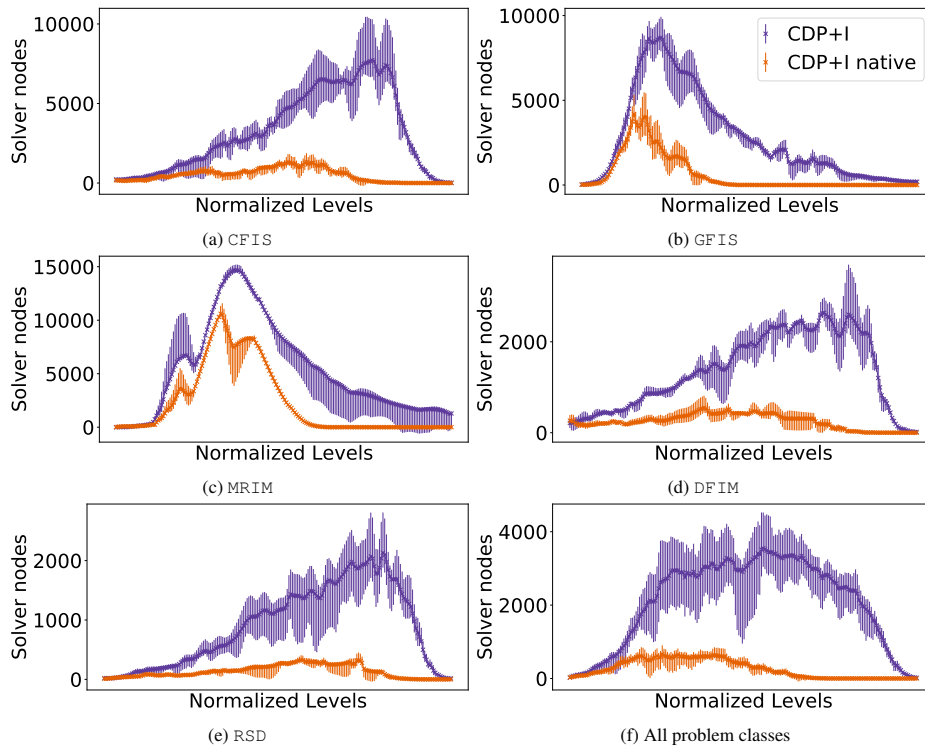 10000
5000
0
Solver nodes
Normalized Levels
(a) CFIS
10000
5000
0
Solver nodes
CDP+I
CDP+I native
Normalized Levels
(b) GFIS
15000
10000
5000
0
Solver nodes
Normalized Levels
(c) MRIM
2000
0
Solver nodes
Normalized Levels
(d) DFIM
2000
1000
0
Solver nodes
Normalized Levels
(e) RSD
4000
2000
0
Solver nodes
Normalized Levels
(f) All problem classes